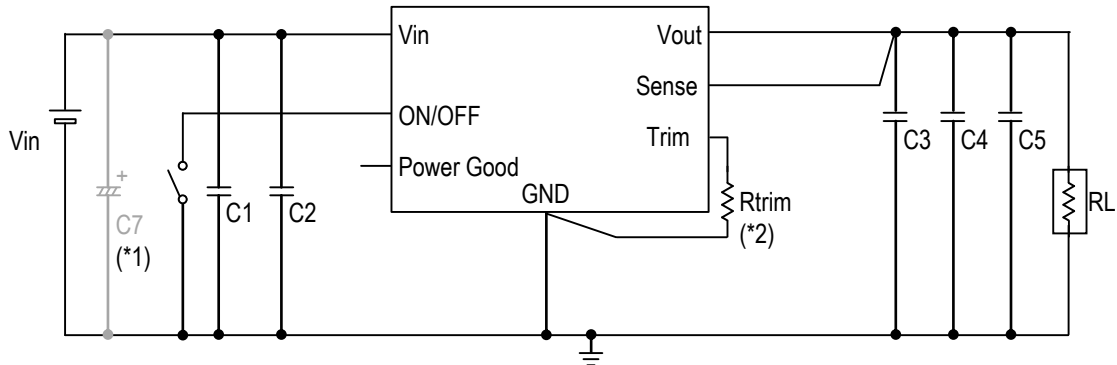 Vin
Vout
Sense
ON/OFF
Trim
Vin
Power Good
GND
C7
(*1)
C1
C2
Rtrim
(*2)
C3
C4
C5
RL
+